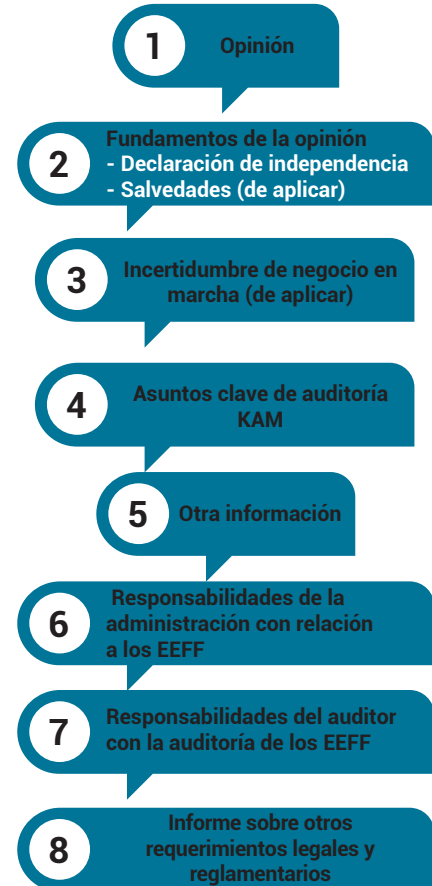 1
Opinión
2
Fundamentos de la opinión
- Declaración de independencia
- Salvedades (de aplicar)
3
Incertidumbre de negocio en
marcha (de aplicar)
4
Asuntos clave de auditoría
KAM
5
Otra información
6
Responsabilidades de la
administración con relación
a los EEFF
7
Responsabilidades del auditor
con la auditoría de los EEFF
8
Informe sobre otros
requerimientos legales y
reglamentarios